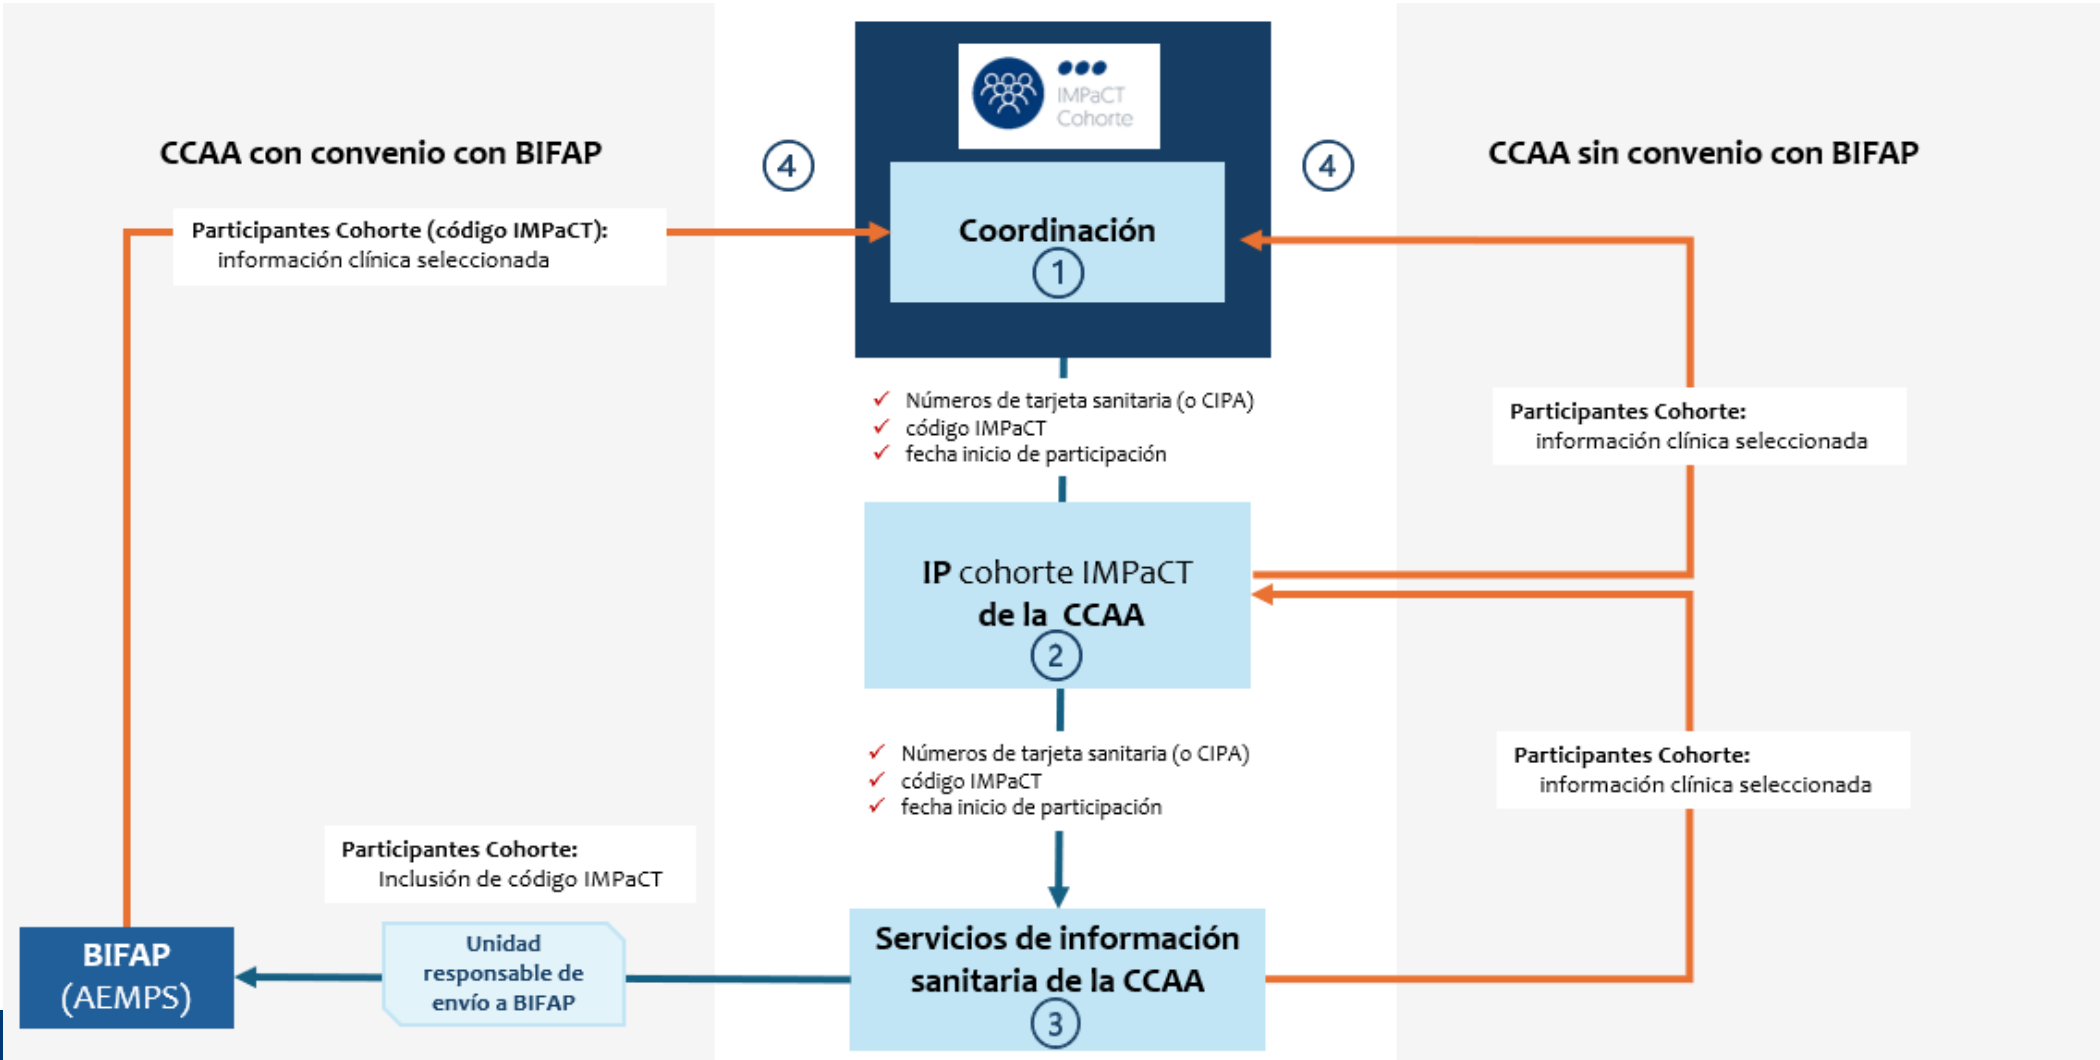 IMPaCT
Cohorte
CCAA con convenio con BIFAP
4
4
CCAA sin convenio con BIFAP
Participantes Cohorte (código IMPaCT):
información clínica seleccionada
Coordinación
1
Números de tarjeta sanitaria (o CIPA)
código IMPaCT
fecha inicio de participación
Participantes Cohorte:
información clínica seleccionada
IP cohorte IMPaCT
de la CCAA
2
Números de tarjeta sanitaria (o CIPA)
código IMPaCT
fecha inicio de participación
Participantes Cohorte:
información clínica seleccionada
Participantes Cohorte:
Inclusión de código IMPaCT
BIFAP
(AEMPS)
Unidad
responsable de
envío a BIFAP
Servicios de información
sanitaria de la CCAA
3